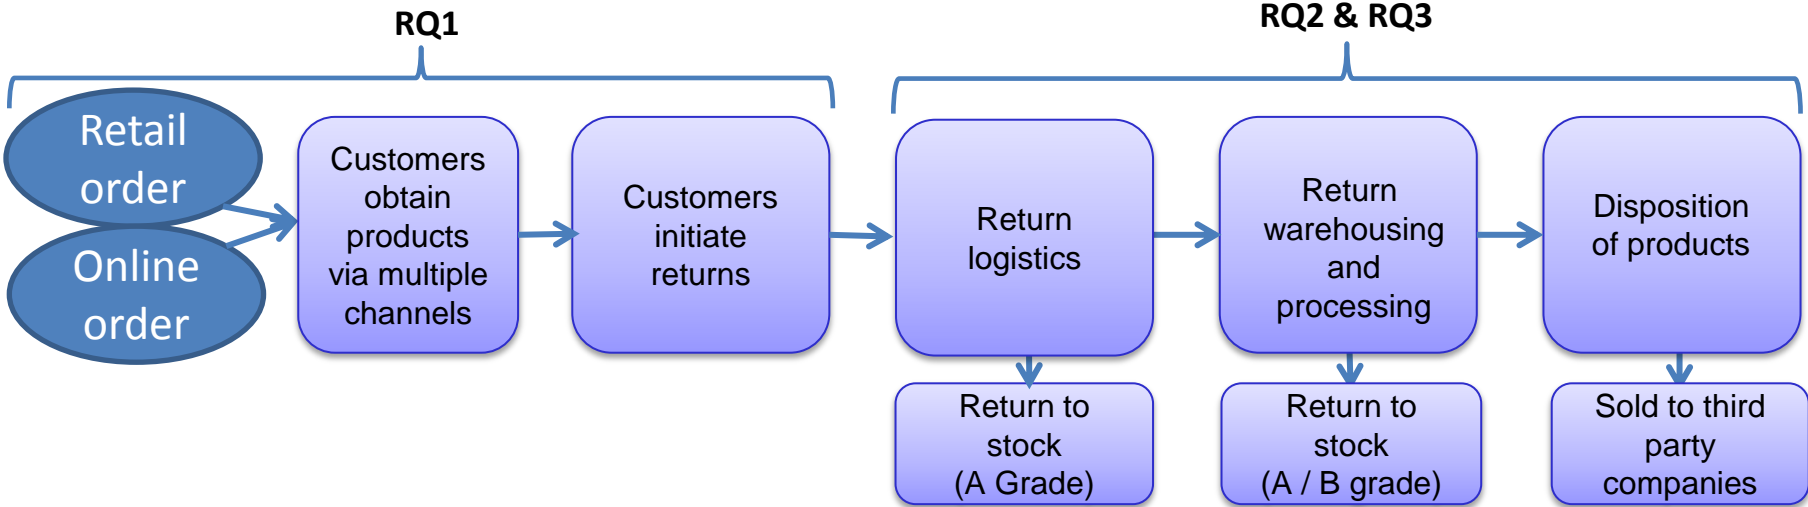 RQ1
RQ2 & RQ3
Retail
order
Online
order
Customers
obtain
products
via multiple
channels
Customers
initiate
returns
Return
logistics
Return
warehousing
and
processing
Disposition
of products
Return to
stock
(A Grade)
Return to
stock
(A / B grade)
Sold to third
party
companies